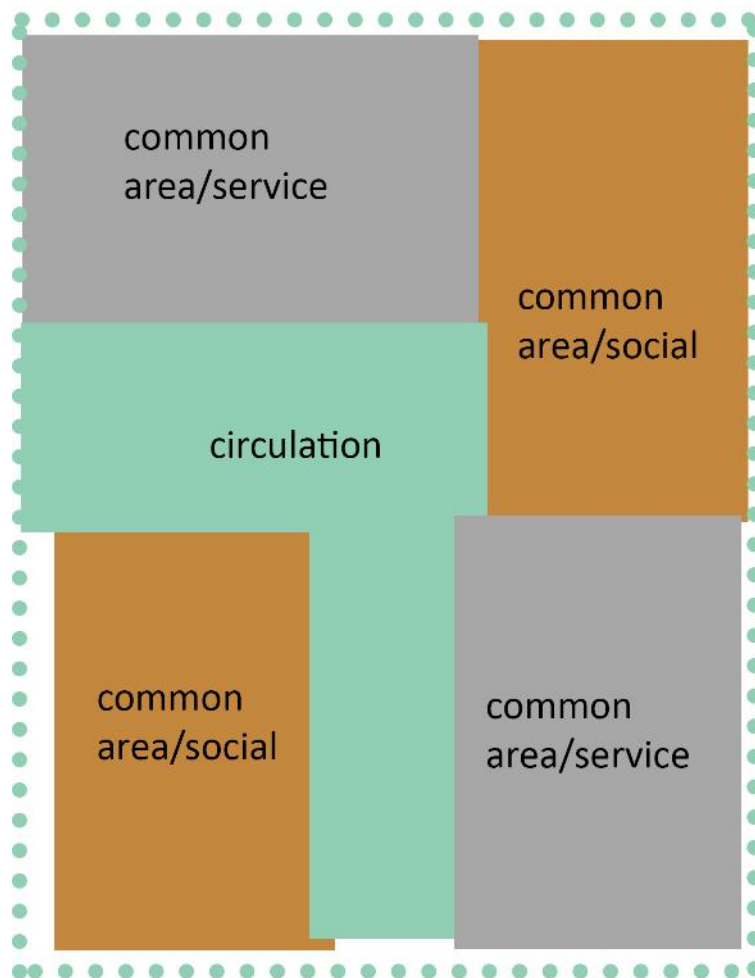 common
area/service
common
area/social
circulation
common
area/social
common
area/service